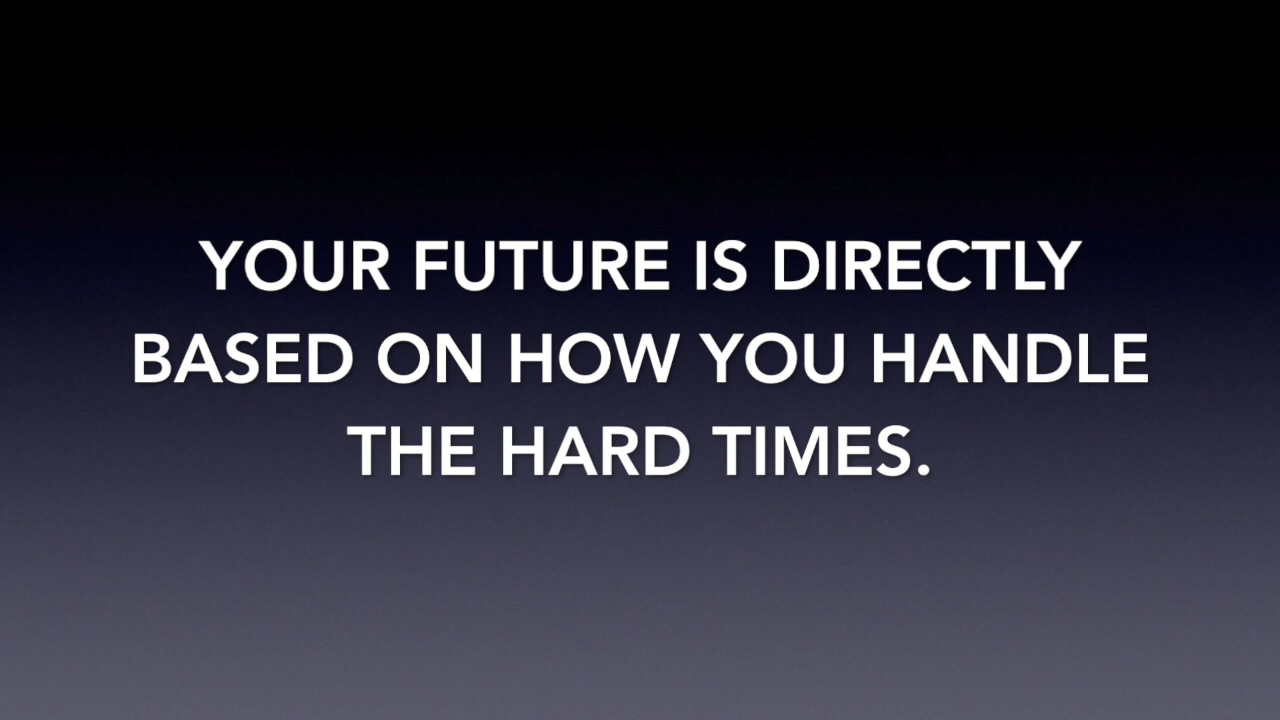 YOUR FUTURE IS DIRECTLY
BASED ON HOW YOU HANDLE
THE HARD TIMES.